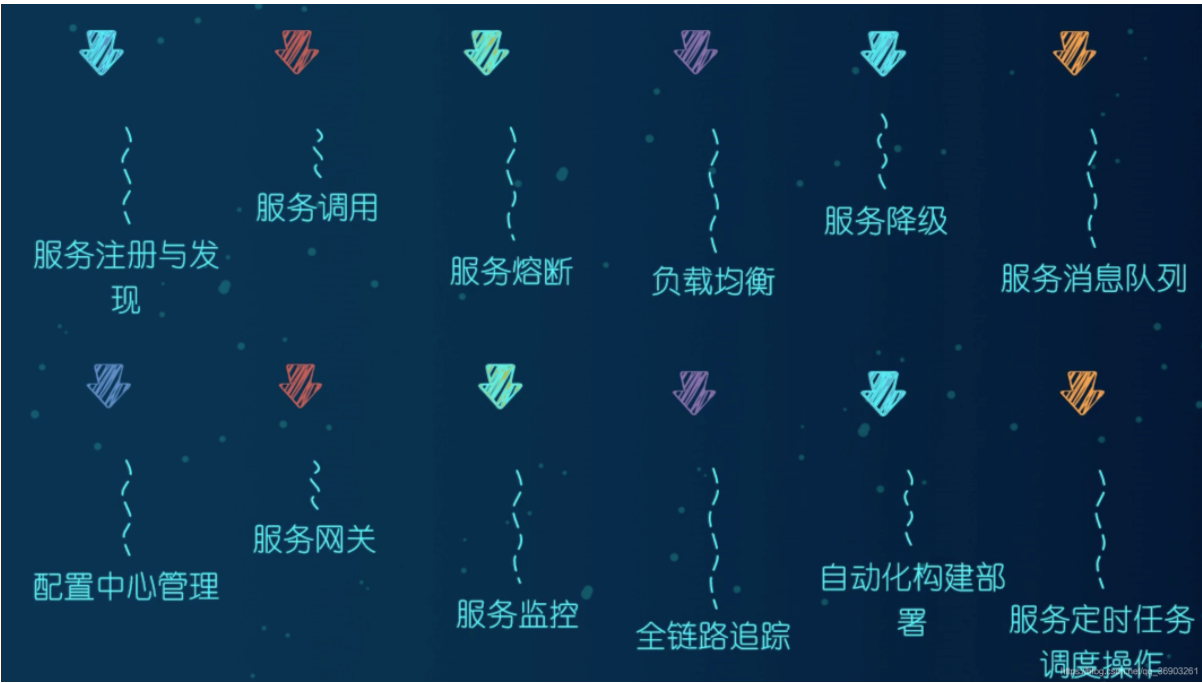 服务注册与发
现
服务调用
服务熔断
负载均衡
服务降级
服务消息队列
配置中心管理
服务网关
服务监控
全链路追踪
自动化构建部
署
服务定时任务
调度操作
https://blog.csdn.net/qq_36903261